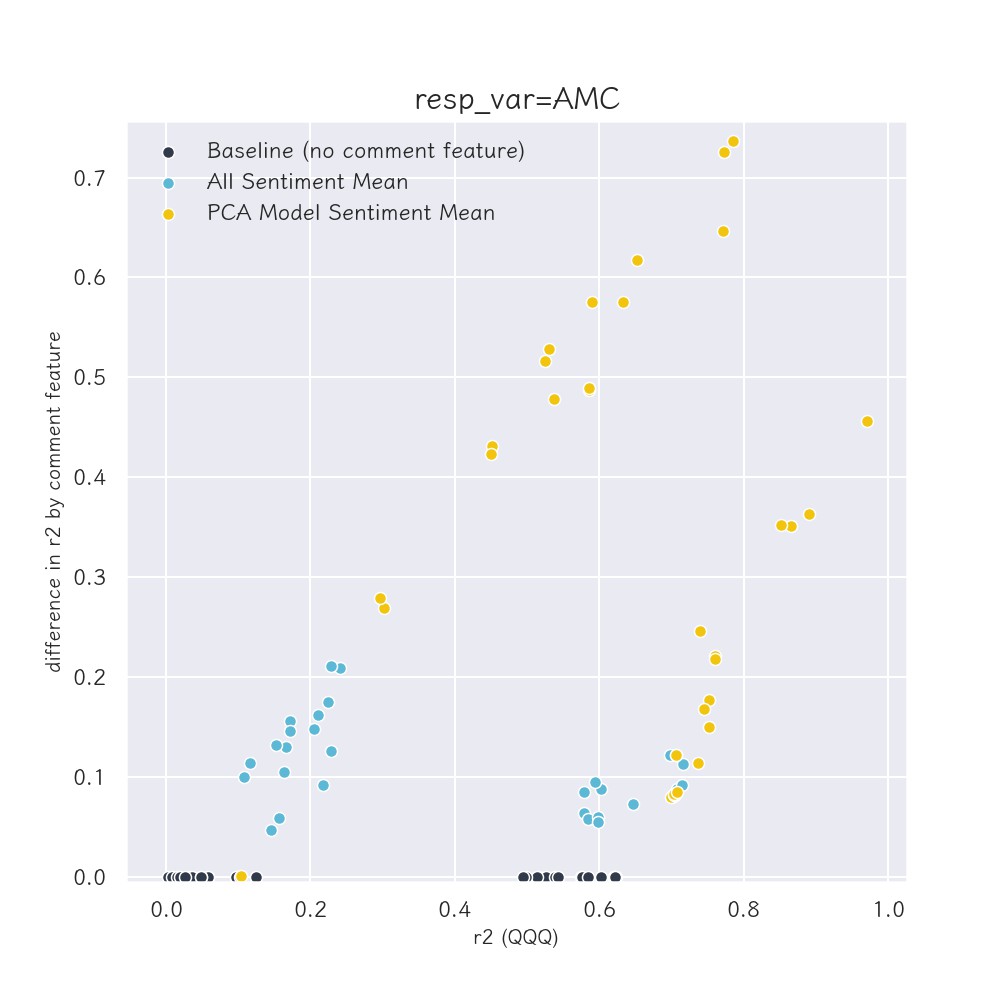 resp_var=AMC
Baseline (no comment feature)
All Sentiment Mean
PCA Model Sentiment Mean
difference in r2 by comment feature
0.7
0.6
0.5
0.4
0.3
0.2
0.1
0.0
0.0 0.2 0.4 0.6 0.8 1.0
r2 (QQQ)